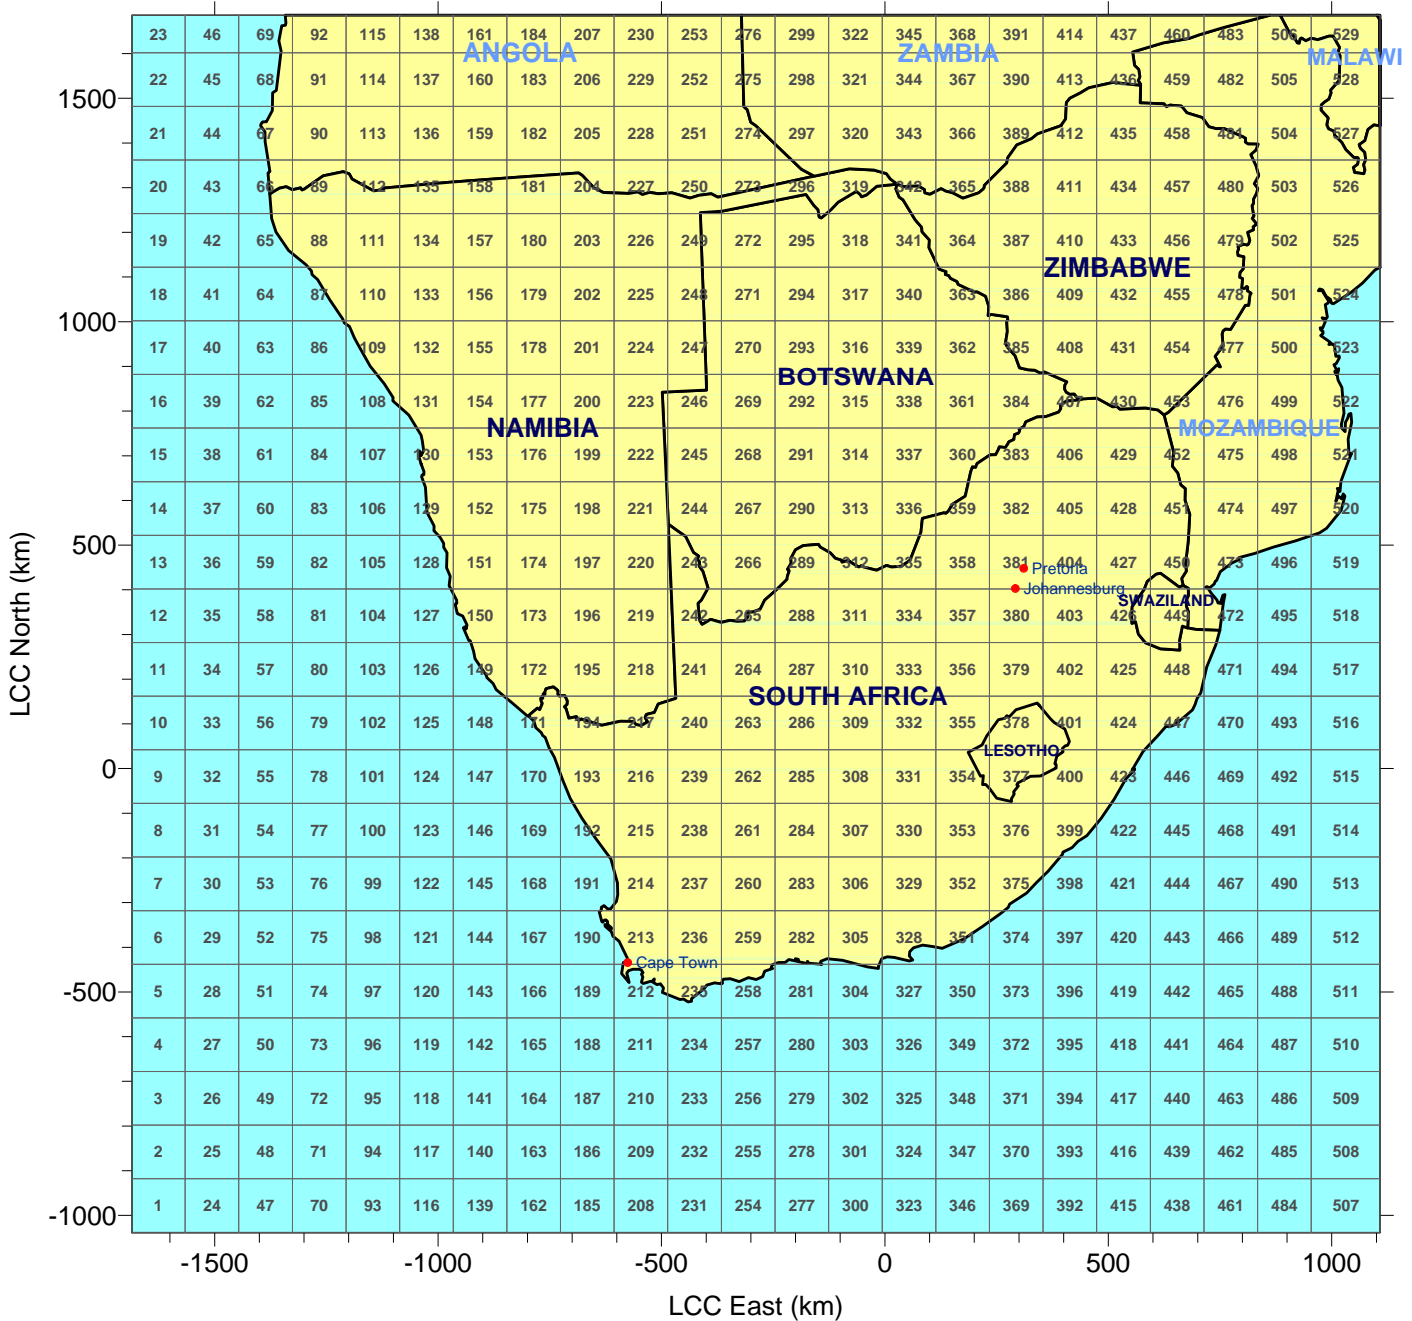 23 46 69 92 115 138 161 184 207 230 253 276 299 322 345 368 391 414 437 460 483 506 529
ANGOLA ZAMBIA MALAWI
22 45 68 91 114 137 160 183 206 229 252 275 298 321 344 367 390 413 436 459 482 505 528
1500
21 44 67 90 113 136 159 182 205 228 251 274 297 320 343 366 389 412 435 458 481 504 527
20 43 66 89 112 135 158 181 204 227 250 273 296 319 342 365 388 411 434 457 480 503 526
19 42 65 88 111 134 157 180 203 226 249 272 295 318 341 364 387 410 433 456 479 502 525
ZIMBABWE
18 41 64 87 110 133 156 179 202 225 248 271 294 317 340 363 386 409 432 455 478 501 524
1000
17 40 63 86 109 132 155 178 201 224 247 270 293 316 339 362 385 408 431 454 477 500 523
BOTSWANA
16 39 62 85 108 131 154 177 200 223 246 269 292 315 338 361 384 407 430 453 476 499 522
NAMIBIA MOZAMBIQUE
15 38 61 84 107 130 153 176 199 222 245 268 291 314 337 360 383 406 429 452 475 498 521
14 37 60 83 106 129 152 175 198 221 244 267 290 313 336 359 382 405 428 451 474 497 520
500
13 36 59 82 105 128 151 174 197 220 243 266 289 312 335 358 381 404 427 450 473 496 519
Pretoria
Johannesburg
SWAZILAND
12 35 58 81 104 127 150 173 196 219 242 265 288 311 334 357 380 403 426 449 472 495 518
11 34 57 80 103 126 149 172 195 218 241 264 287 310 333 356 379 402 425 448 471 494 517
SOUTH AFRICA
10 33 56 79 102 125 148 171 194 217 240 263 286 309 332 355 378 401 424 447 470 493 516
LESOTHO
0
9 32 55 78 101 124 147 170 193 216 239 262 285 308 331 354 377 400 423 446 469 492 515
8 31 54 77 100 123 146 169 192 215 238 261 284 307 330 353 376 399 422 445 468 491 514
7 30 53 76 99 122 145 168 191 214 237 260 283 306 329 352 375 398 421 444 467 490 513
6 29 52 75 98 121 144 167 190 213 236 259 282 305 328 351 374 397 420 443 466 489 512
Cape Town
-500
5 28 51 74 97 120 143 166 189 212 235 258 281 304 327 350 373 396 419 442 465 488 511
4 27 50 73 96 119 142 165 188 211 234 257 280 303 326 349 372 395 418 441 464 487 510
3 26 49 72 95 118 141 164 187 210 233 256 279 302 325 348 371 394 417 440 463 486 509
2 25 48 71 94 117 140 163 186 209 232 255 278 301 324 347 370 393 416 439 462 485 508
1 24 47 70 93 116 139 162 185 208 231 254 277 300 323 346 369 392 415 438 461 484 507
-1000
-1500 -1000 -500 0 500 1000
LCC East (km)
LCC North (km)